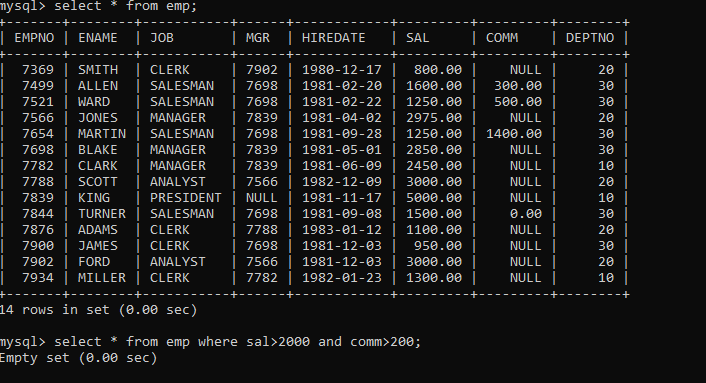 mysql> select * from emp;
+-------+--------+-----------+------+------------+---------+---------+--------+
| EMPNO | ENAME | JOB | MGR | HIREDATE | SAL | COMM | DEPTNO |
+-------+--------+-----------+------+------------+---------+---------+--------+
| 7369 | SMITH | CLERK | 7902 | 1980-12-17 | 800.00 | NULL | 20 |
| 7499 | ALLEN | SALESMAN | 7698 | 1981-02-20 | 1600.00 | 300.00 | 30 |
| 7521 | WARD | SALESMAN | 7698 | 1981-02-22 | 1250.00 | 500.00 | 30 |
| 7566 | JONES | MANAGER | 7839 | 1981-04-02 | 2975.00 | NULL | 20 |
| 7654 | MARTIN | SALESMAN | 7698 | 1981-09-28 | 1250.00 | 1400.00 | 30 |
| 7698 | BLAKE | MANAGER | 7839 | 1981-05-01 | 2850.00 | NULL | 30 |
| 7782 | CLARK | MANAGER | 7839 | 1981-06-09 | 2450.00 | NULL | 10 |
| 7788 | SCOTT | ANALYST | 7566 | 1982-12-09 | 3000.00 | NULL | 20 |
| 7839 | KING | PRESIDENT | NULL | 1981-11-17 | 5000.00 | NULL | 10 |
| 7844 | TURNER | SALESMAN | 7698 | 1981-09-08 | 1500.00 | 0.00 | 30 |
| 7876 | ADAMS | CLERK | 7788 | 1983-01-12 | 1100.00 | NULL | 20 |
| 7900 | JAMES | CLERK | 7698 | 1981-12-03 | 950.00 | NULL | 30 |
| 7902 | FORD | ANALYST | 7566 | 1981-12-03 | 3000.00 | NULL | 20 |
| 7934 | MILLER | CLERK | 7782 | 1982-01-23 | 1300.00 | NULL | 10 |
+-------+--------+-----------+------+------------+---------+---------+--------+
14 rows in set (0.00 sec)
mysql> select * from emp where sal>2000 and comm>200;
Empty set (0.00 sec)